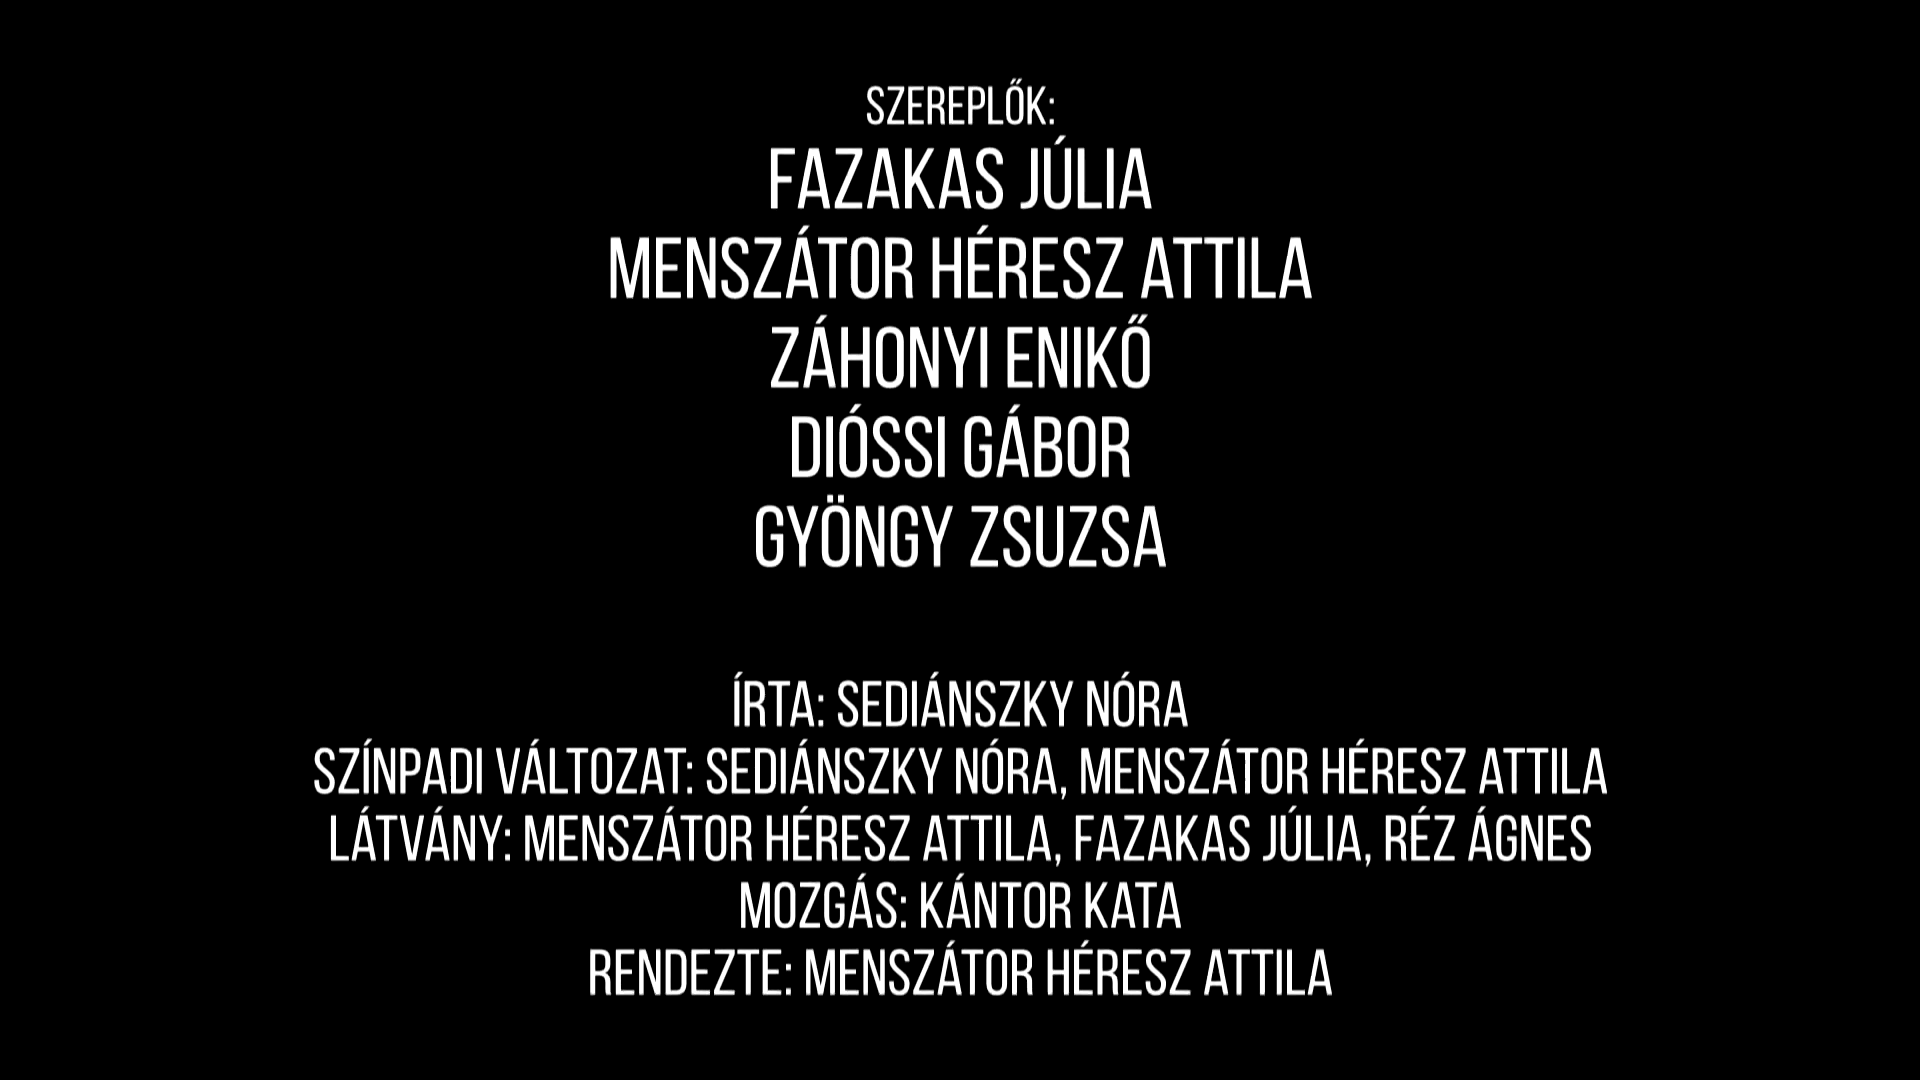 SZEREPLŐK:
FAZAKAS JÚLIA
MENSZÁTOR HÉRESZ ATTILA
ZÁHONYI ENIKŐ
DIÓSSI GÁBOR
GYÖNGY ZSUZSA
ÍRTA: SEDIÁNSZKY NÓRA
SZÍNPADI VÁLTOZAT: SEDIÁNSZKY NÓRA, MENSZÁTOR HÉRESZ ATTILA
LÁTVÁNY: MENSZÁTOR HÉRESZ ATTILA, FAZAKAS JÚLIA, RÉZ ÁGNES
MOZGÁS: KÁNTOR KATA
RENDEZTE: MENSZÁTOR HÉRESZ ATTILA